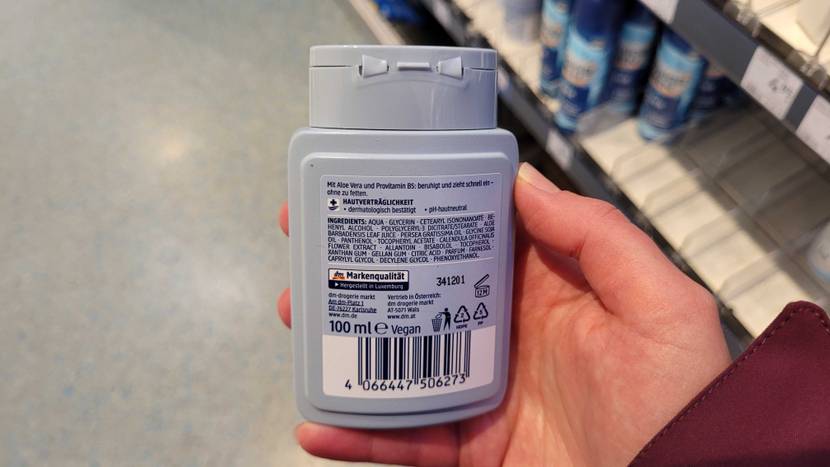 Mit Aloe Vera und Provitamin B5: beruhigt und zieht schnell ein –
ohne zu fetten.
HAUTVERTRÄGLICHKEIT
• dermatologisch bestätigt • pH-hautneutral
INGREDIENTS: AQUA · GLYCERIN · CETEARYL ISONONANOATE · BE-
HENYL ALCOHOL · POLYGLYCERYL-3 DICITRATE/STEARATE · ALOE
BARBADENSIS LEAF JUICE · PERSEA GRATISSIMA OIL · GLYCINE SOJA
OIL · PANTHENOL · TOCOPHERYL ACETATE · CALENDULA OFFICINALIS
FLOWER EXTRACT · ALLANTOIN · BISABOLOL · TOCOPHEROL ·
XANTHAN GUM · GELLAN GUM · CITRIC ACID · PARFUM · FARNESOL ·
CAPRYLYL GLYCOL · DECYLENE GLYCOL · PHENOXYETHANOL.
dm Markenqualität
Hergestellt in Luxemburg
341201
12M
dm-drogerie markt
Am dm-Platz 1
DE-76227 Karlsruhe
www.dm.de
Vertrieb in Österreich:
dm drogerie markt
AT-5071 Wals
www.dm.at
100 ml e Vegan
2
HDPE
5
PP
4 066447 506273